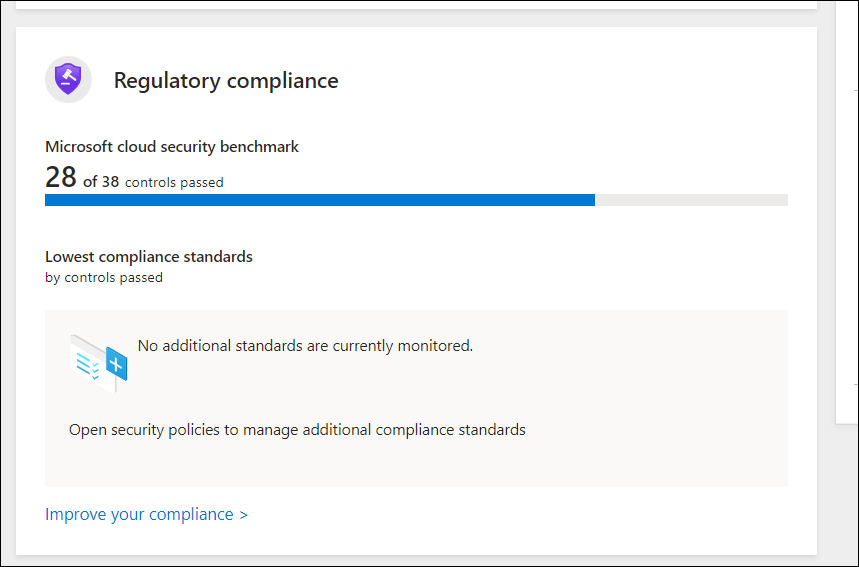 Regulatory compliance
Microsoft cloud security benchmark
28 of 38 controls passed
Lowest compliance standards
by controls passed
No additional standards are currently monitored.
Open security policies to manage additional compliance standards
Improve your compliance >